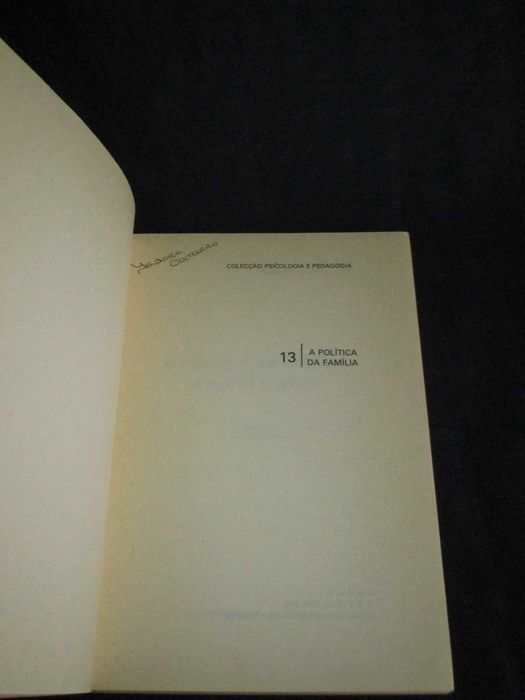 COLECÇÃO PSICOLOGIA E PEDAGOGIA
13 | A POLÍTICA
DA FAMÍLIA